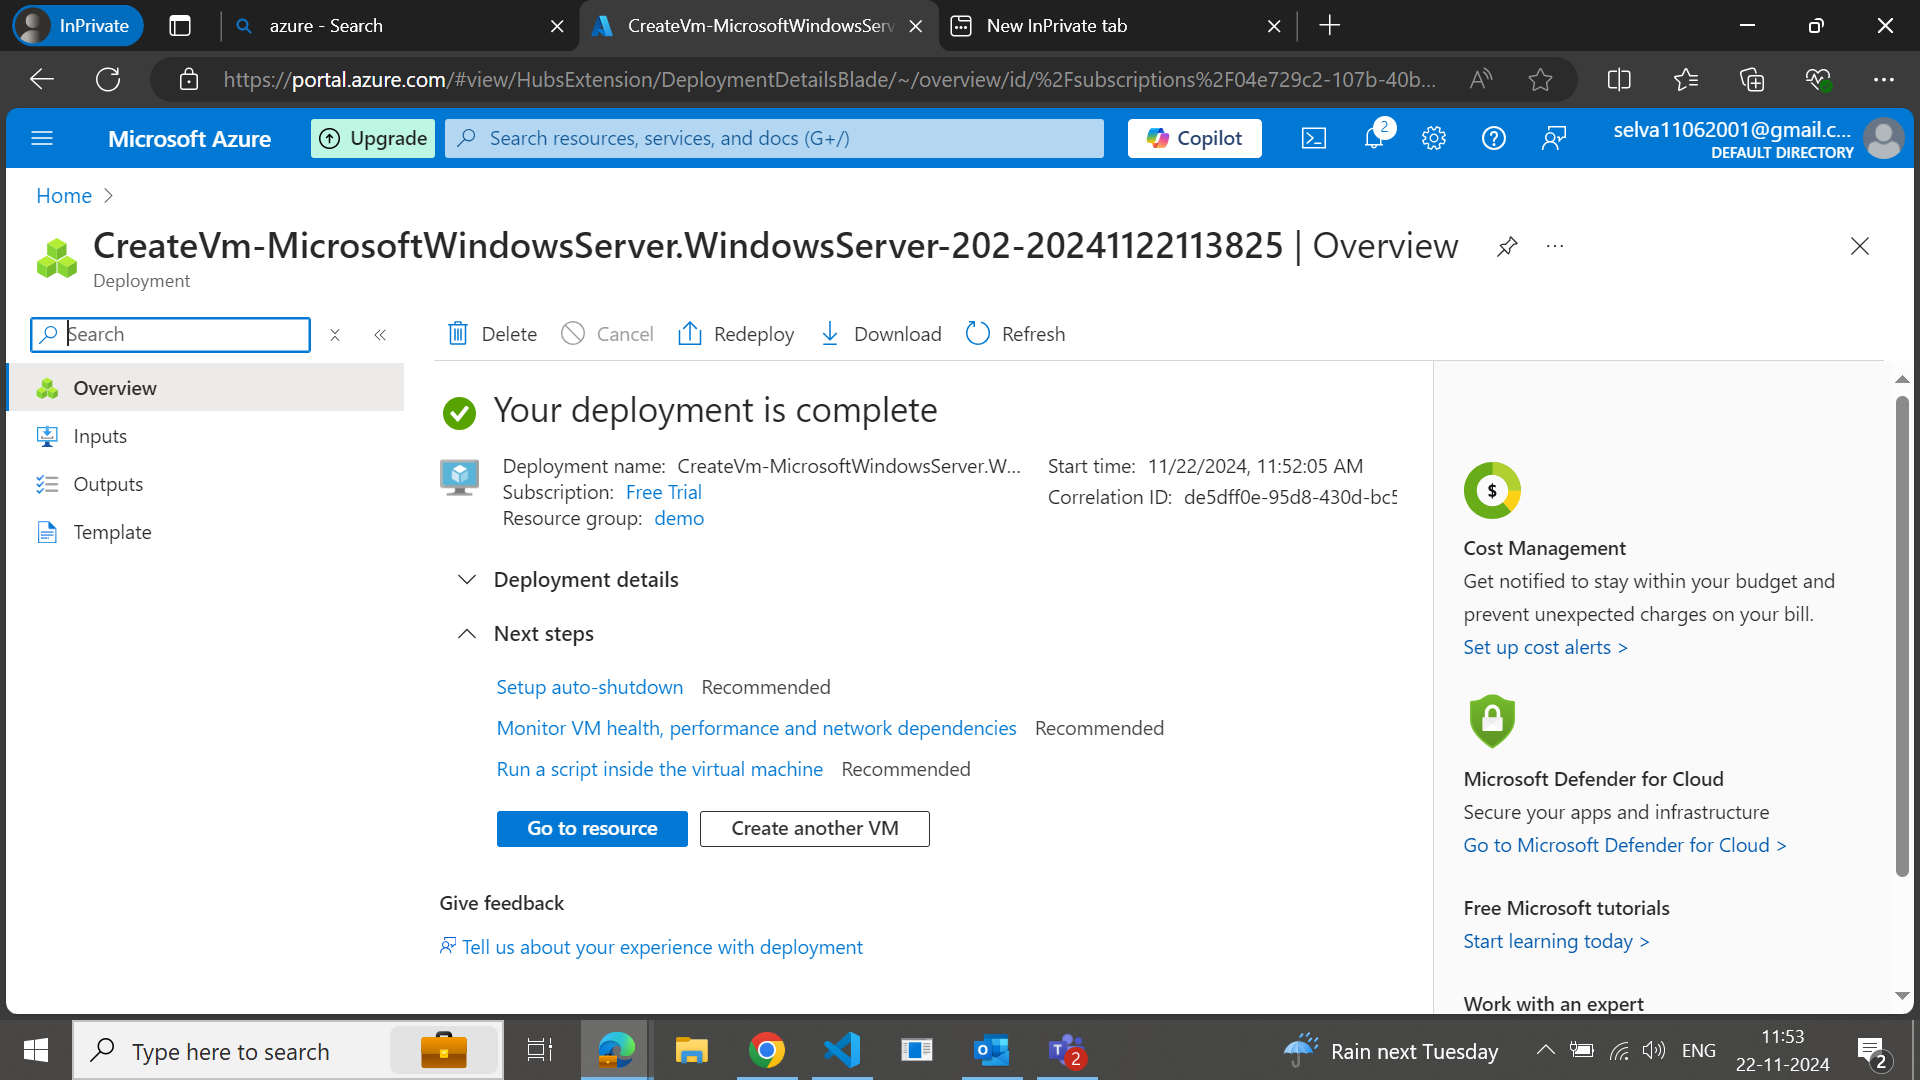 InPrivate
azure - Search
CreateVm-MicrosoftWindowsServ
New InPrivate tab
https://portal.azure.com/#view/HubsExtension/DeploymentDetailsBlade/~/overview/id/%2Fsubscriptions%2F04e729c2-107b-40b...
Microsoft Azure
Upgrade
Search resources, services, and docs (G+/)
Copilot
2
selva11062001@gmail.c...
DEFAULT DIRECTORY
Home
CreateVm-MicrosoftWindowsServer.WindowsServer-202-20241122113825 | Overview
Deployment
Search
Delete
Cancel
Redeploy
Download
Refresh
Overview
Inputs
Outputs
Template
Your deployment is complete
Deployment name: CreateVm-MicrosoftWindowsServer.W...
Subscription: Free Trial
Resource group: demo
Start time: 11/22/2024, 11:52:05 AM
Correlation ID: de5dff0e-95d8-430d-bc5
Deployment details
Next steps
Setup auto-shutdown Recommended
Monitor VM health, performance and network dependencies Recommended
Run a script inside the virtual machine Recommended
Go to resource
Create another VM
Give feedback
Tell us about your experience with deployment
$
Cost Management
Get notified to stay within your budget and
prevent unexpected charges on your bill.
Set up cost alerts >
Microsoft Defender for Cloud
Secure your apps and infrastructure
Go to Microsoft Defender for Cloud >
Free Microsoft tutorials
Start learning today >
Work with an expert
Type here to search
2
Rain next Tuesday
ENG
11:53
22-11-2024
2